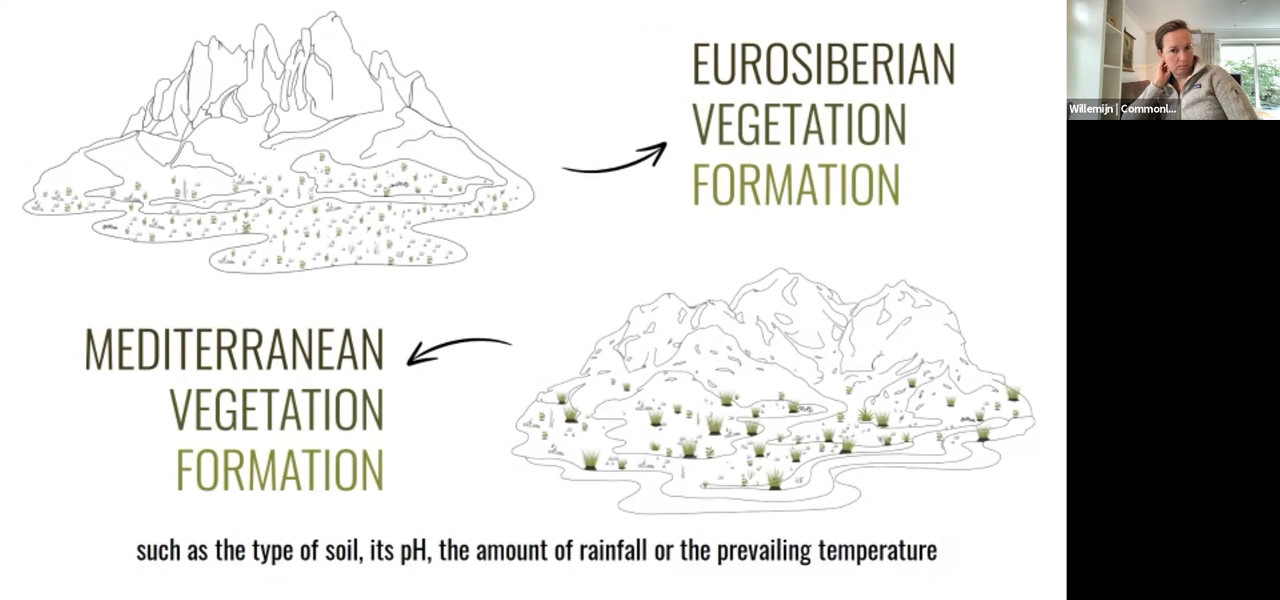 EUROSIBERIAN
VEGETATION
FORMATION
MEDITERRANEAN
VEGETATION
FORMATION
such as the type of soil, its pH, the amount of rainfall or the prevailing temperature
Willemijn | Commonl...